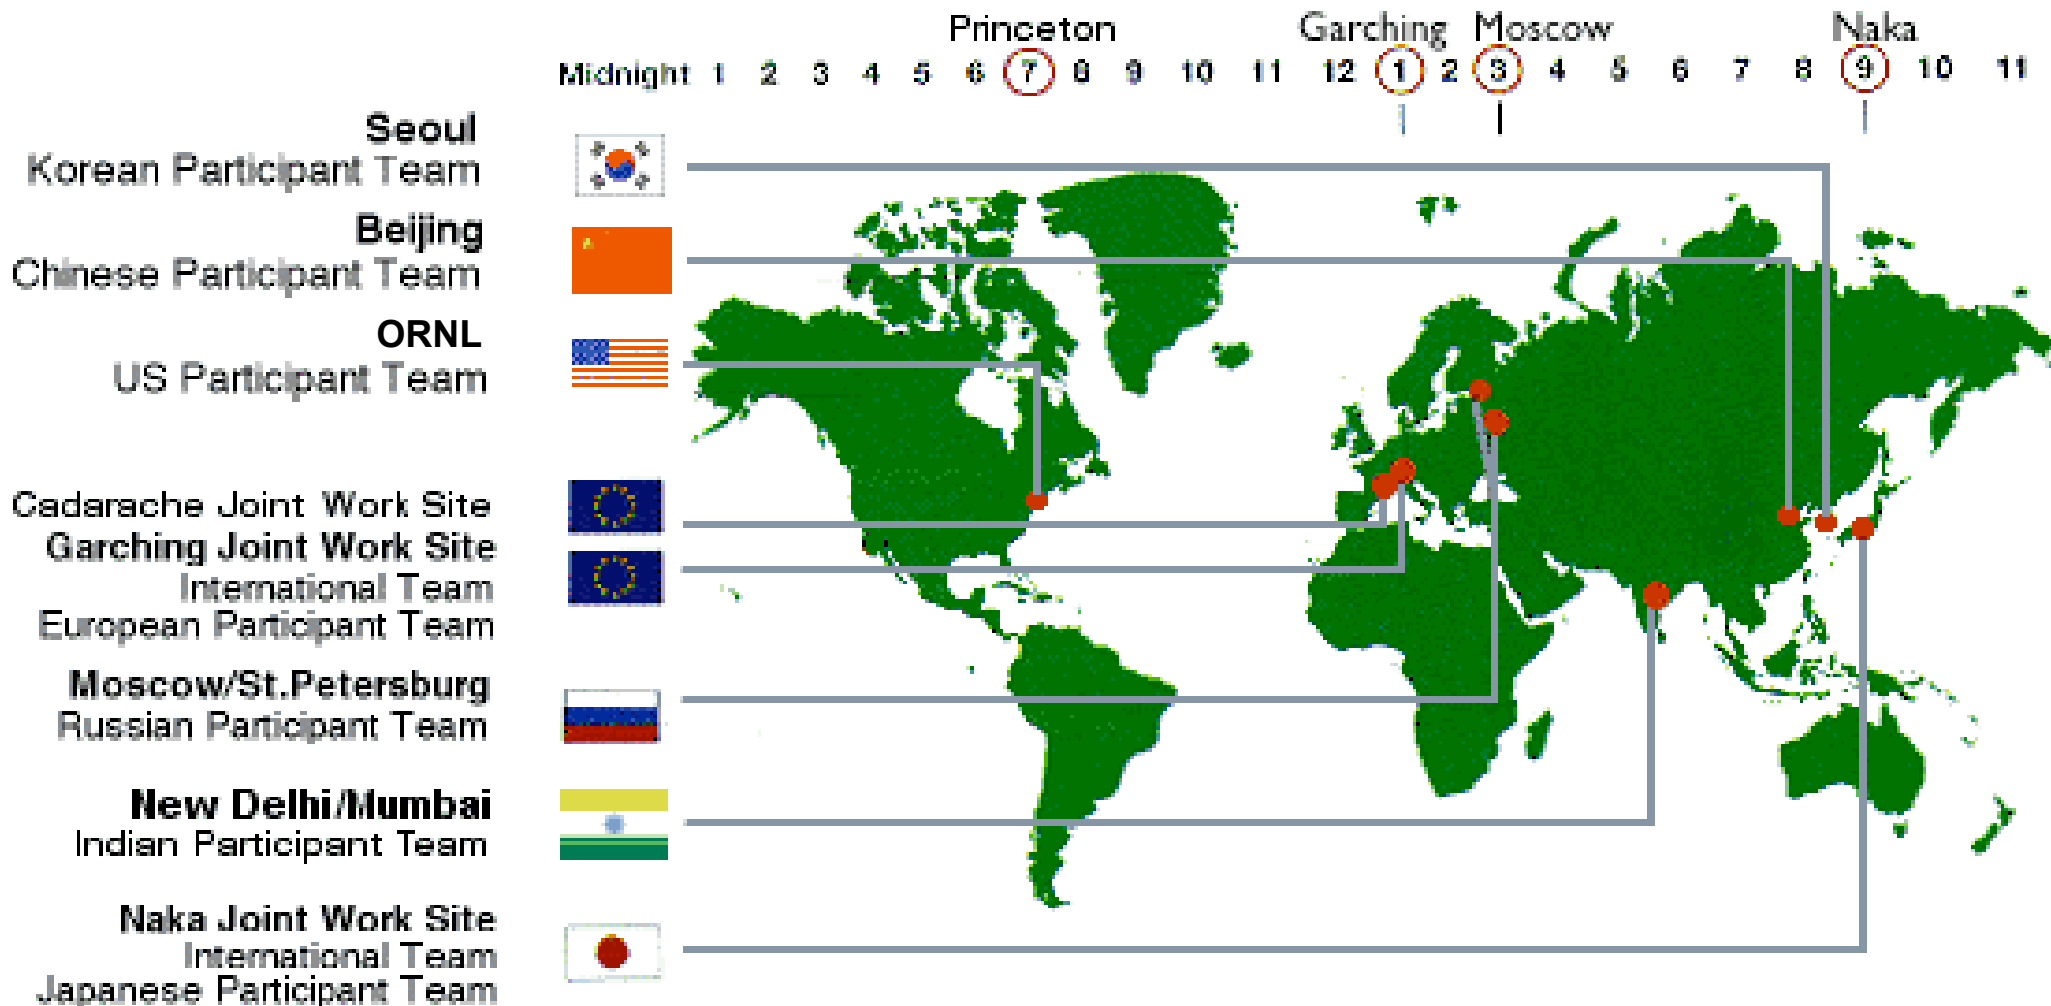 Princeton Garching Moscow Naka
Midnight 1 2 3 4 5 6 7 8 9 10 11 12 1 2 3 4 5 6 7 8 9 10 11
Seoul
Korean Participant Team
Beijing
Chinese Participant Team
ORNL
US Participant Team
Cadarache Joint Work Site
Garching Joint Work Site
International Team
European Participant Team
Moscow/St.Petersburg
Russian Participant Team
New Delhi/Mumbai
Indian Participant Team
Naka Joint Work Site
International Team
Japanese Participant Team